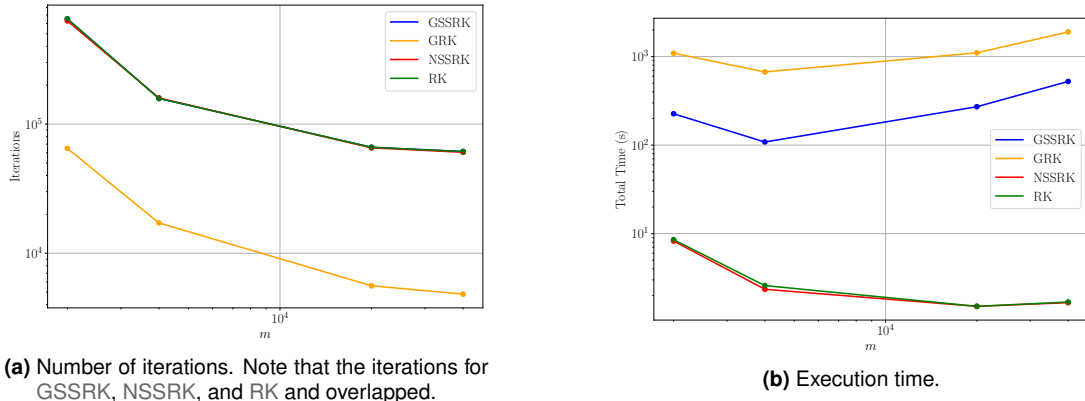 GSSRK
GRK
NSSRK
RK
10^5
10^4
Iterations
10^4
m
(a) Number of iterations. Note that the iterations for
GSSRK, NSSRK, and RK and overlapped.
GSSRK
GRK
NSSRK
RK
10^3
10^2
10^1
Total Time (s)
10^4
m
(b) Execution time.